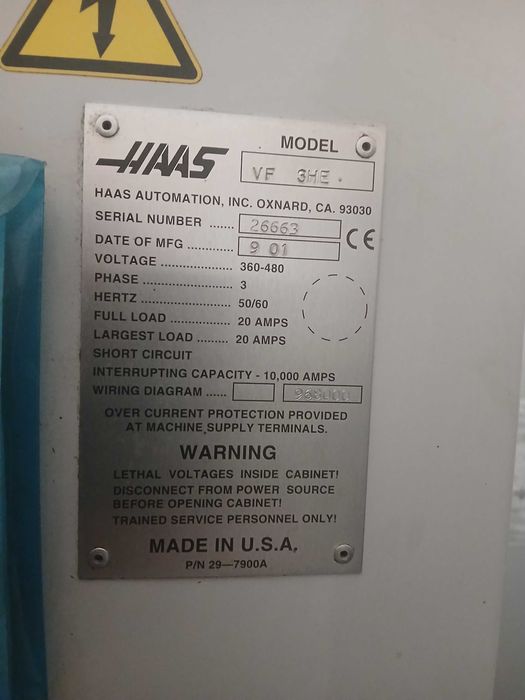 HAAS
MODEL
VF 3HE
HAAS AUTOMATION, INC. OXNARD, CA. 93030
SERIAL NUMBER ...... 26663
DATE OF MFG ............. 9 01
CE
VOLTAGE .................... 360-480
PHASE ......................... 3
HERTZ ........................ 50/60
FULL LOAD ................. 20 AMPS
LARGEST LOAD ......... 20 AMPS
SHORT CIRCUIT
INTERRUPTING CAPACITY - 10,000 AMPS
WIRING DIAGRAM ...... 968000
OVER CURRENT PROTECTION PROVIDED
AT MACHINE SUPPLY TERMINALS.
WARNING
LETHAL VOLTAGES INSIDE CABINET!
DISCONNECT FROM POWER SOURCE
BEFORE OPENING CABINET!
TRAINED SERVICE PERSONNEL ONLY!
MADE IN U.S.A.
P/N 29—7900A